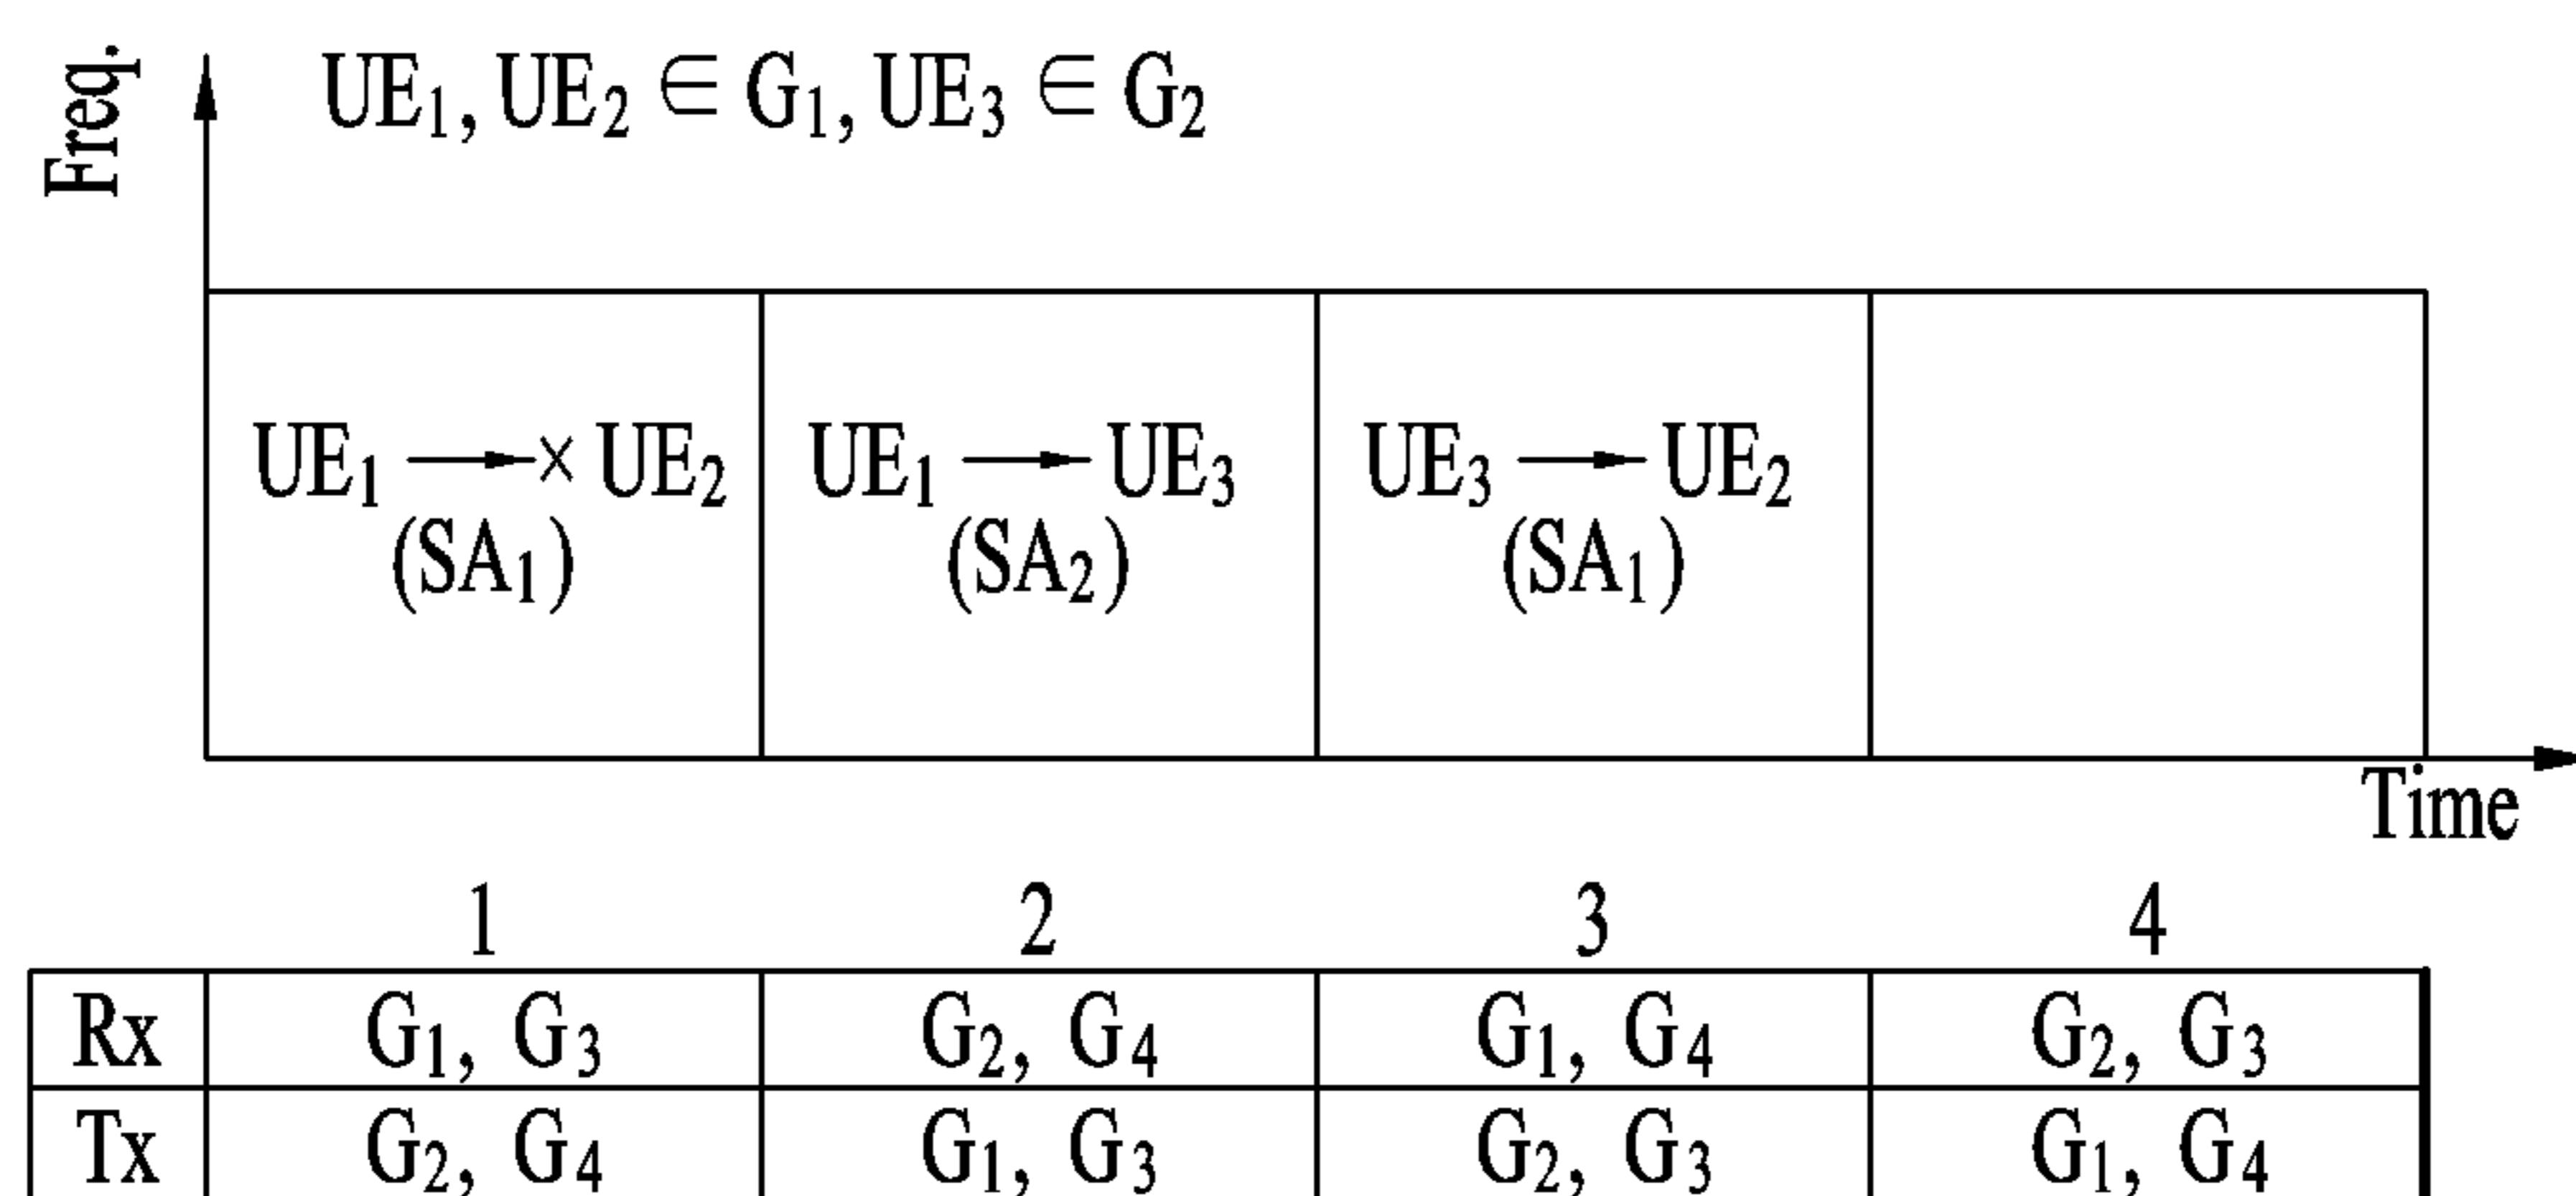 Freq.
UE₁, UE₂ ∈ G₁, UE₃ ∈ G₂
UE₁ → × UE₂ UE₁ → UE₃ UE₃ → UE₂
(SA₁) (SA₂) (SA₁)
Time
1 2 3 4
Rx G₁, G₃ G₂, G₄ G₁, G₄ G₂, G₃
Tx G₂, G₄ G₁, G₃ G₂, G₃ G₁, G₄